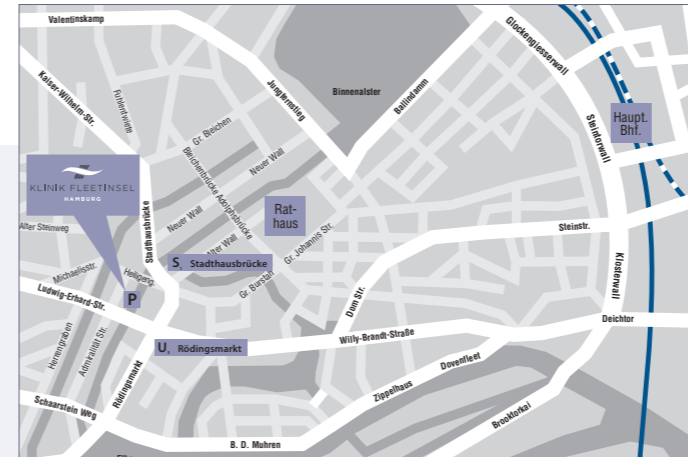 Valentinskamp
Kaiser-Wilhelm-Str.
Fuhlentwiete
Jungfernstieg
Binnenalster
Ballindamm
Glockengiesserwall
Steintorwall
Haupt.
Bhf.
Gr. Bleichen
Bleichenbrücke
Adolphsbrücke
Neuer Wall
KLINIK FLEETINSEL
HAMBURG
Alter Steinweg
Stadthausbrücke
Neuer Wall
Alter Wall
Rat-
haus
Gr. Johannis Str.
Steinstr.
Michaelisstr.
Heiligeng.
S, Stadthausbrücke
Gr. Burstah
Klosterwall
P
Ludwig-Erhard-Str.
Dom Str.
Deichtor
Herrengraben
Admiralität Str.
U, Rödingsmarkt
Willy-Brandt-Straße
Rödingsmarkt
Dovenfleet
Zippelhaus
Schaarstein Weg
Brooktorkai
B. D. Muhren